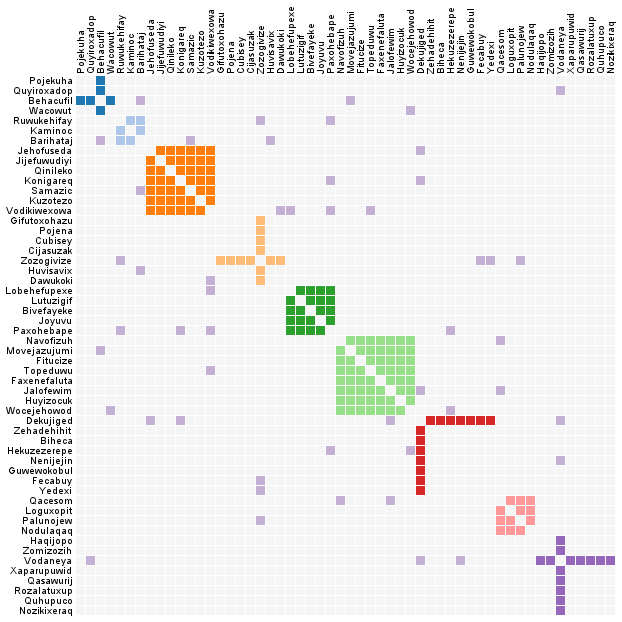 Pojekuha
Quyiroxadop
Behacufil
Wacowut
Ruwukehifay
Kaminoc
Barihataj
Jehofuseda
Jijefuwudiyi
Qinileko
Konigareq
Samazic
Kuzotezo
Vodikiwexowa
Gifutoxohazu
Pojena
Cubisey
Cijasuzak
Zozogivize
Huvisavix
Dawukoki
Lobehefupexe
Lutuzigif
Bivefayeke
Joyuvu
Paxohebape
Navofizuh
Movejazujumi
Fitucize
Topeduwu
Faxenefaluta
Jalofewim
Huyizocuk
Wocejehowod
Dekujiged
Zehadehihit
Biheca
Hekuzezerepe
Nenijejin
Guwewokobul
Fecabuy
Yedexi
Qacesom
Loguxopit
Palunojew
Nodulaqaq
Haqijopo
Zomizozih
Vodaneya
Xaparupuwid
Qasawurij
Rozalatuxup
Quhupuco
Nozikixeraq
Pojekuha
Quyiroxadop
Behacufil
Wacowut
Ruwukehifay
Kaminoc
Barihataj
Jehofuseda
Jijefuwudiyi
Qinileko
Konigareq
Samazic
Kuzotezo
Vodikiwexowa
Gifutoxohazu
Pojena
Cubisey
Cijasuzak
Zozogivize
Huvisavix
Dawukoki
Lobehefupexe
Lutuzigif
Bivefayeke
Joyuvu
Paxohebape
Navofizuh
Movejazujumi
Fitucize
Topeduwu
Faxenefaluta
Jalofewim
Huyizocuk
Wocejehowod
Dekujiged
Zehadehihit
Biheca
Hekuzezerepe
Nenijejin
Guwewokobul
Fecabuy
Yedexi
Qacesom
Loguxopit
Palunojew
Nodulaqaq
Haqijopo
Zomizozih
Vodaneya
Xaparupuwid
Qasawurij
Rozalatuxup
Quhupuco
Nozikixeraq